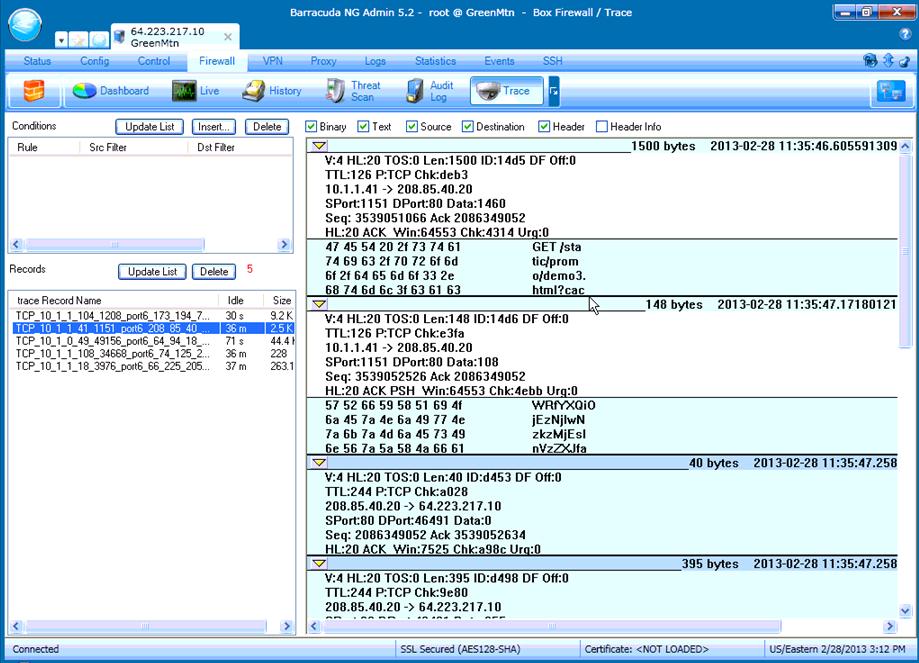 Barracuda NG Admin 5.2 - root @ GreenMtn - Box Firewall / Trace
64.223.217.10
GreenMtn
Status Config Control Firewall VPN Proxy Logs Statistics Events SSH
Dashboard Live History Threat Scan Audit Log Trace
Conditions Update List Insert... Delete
Binary Text Source Destination Header Header Info
Rule Src Filter Dst Filter
Records Update List Delete 5
trace Record Name Idle Size
TCP_10_1_1_104_1208_port6_173_194_7... 30 s 9.2 K
TCP_10_1_1_41_1151_port6_208_85_40_... 36 m 2.5 K
TCP_10_1_0_49_49156_port6_64_94_18_... 71 s 44.4
TCP_10_1_1_108_34668_port6_74_125_2... 36 m 228
TCP_10_1_1_18_3976_port6_66_225_205... 37 m 263.1
1500 bytes 2013-02-28 11:35:46.605591309
V:4 HL:20 TOS:0 Len:1500 ID:14d5 DF Off:0
TTL:126 P:TCP Chk:deb3
10.1.1.41 -> 208.85.40.20
SPort:1151 DPort:80 Data:1460
Seq: 3539051066 Ack 2086349052
HL:20 ACK Win:64553 Chk:4314 Urg:0
47 45 54 20 2f 73 74 61 GET /sta
74 69 63 2f 70 72 6f 6d tic/prom
6f 2f 64 65 6d 6f 33 2e o/demo3.
68 74 6d 6c 3f 63 61 63 html?cac
148 bytes 2013-02-28 11:35:47.17180121
V:4 HL:20 TOS:0 Len:148 ID:14d6 DF Off:0
TTL:126 P:TCP Chk:e3fa
10.1.1.41 -> 208.85.40.20
SPort:1151 DPort:80 Data:108
Seq: 3539052526 Ack 2086349052
HL:20 ACK PSH Win:64553 Chk:4ebb Urg:0
57 52 66 59 58 51 69 4f WRfYXQiO
6a 45 7a 4e 6a 49 77 4e jEzNjIwN
7a 6b 7a 4d 6a 45 73 49 zkzMjEsI
6e 56 7a 5a 58 4a 66 61 nVzZXJfa
40 bytes 2013-02-28 11:35:47.258
V:4 HL:20 TOS:0 Len:40 ID:d453 DF Off:0
TTL:244 P:TCP Chk:a028
208.85.40.20 -> 64.223.217.10
SPort:80 DPort:46491 Data:0
Seq: 2086349052 Ack 3539052634
HL:20 ACK Win:7525 Chk:a98c Urg:0
395 bytes 2013-02-28 11:35:47.258
V:4 HL:20 TOS:0 Len:395 ID:d498 DF Off:0
TTL:244 P:TCP Chk:9e80
208.85.40.20 -> 64.223.217.10
Connected SSL Secured (AES128-SHA) Certificate: <NOT LOADED> US/Eastern 2/28/2013 3:12 PM